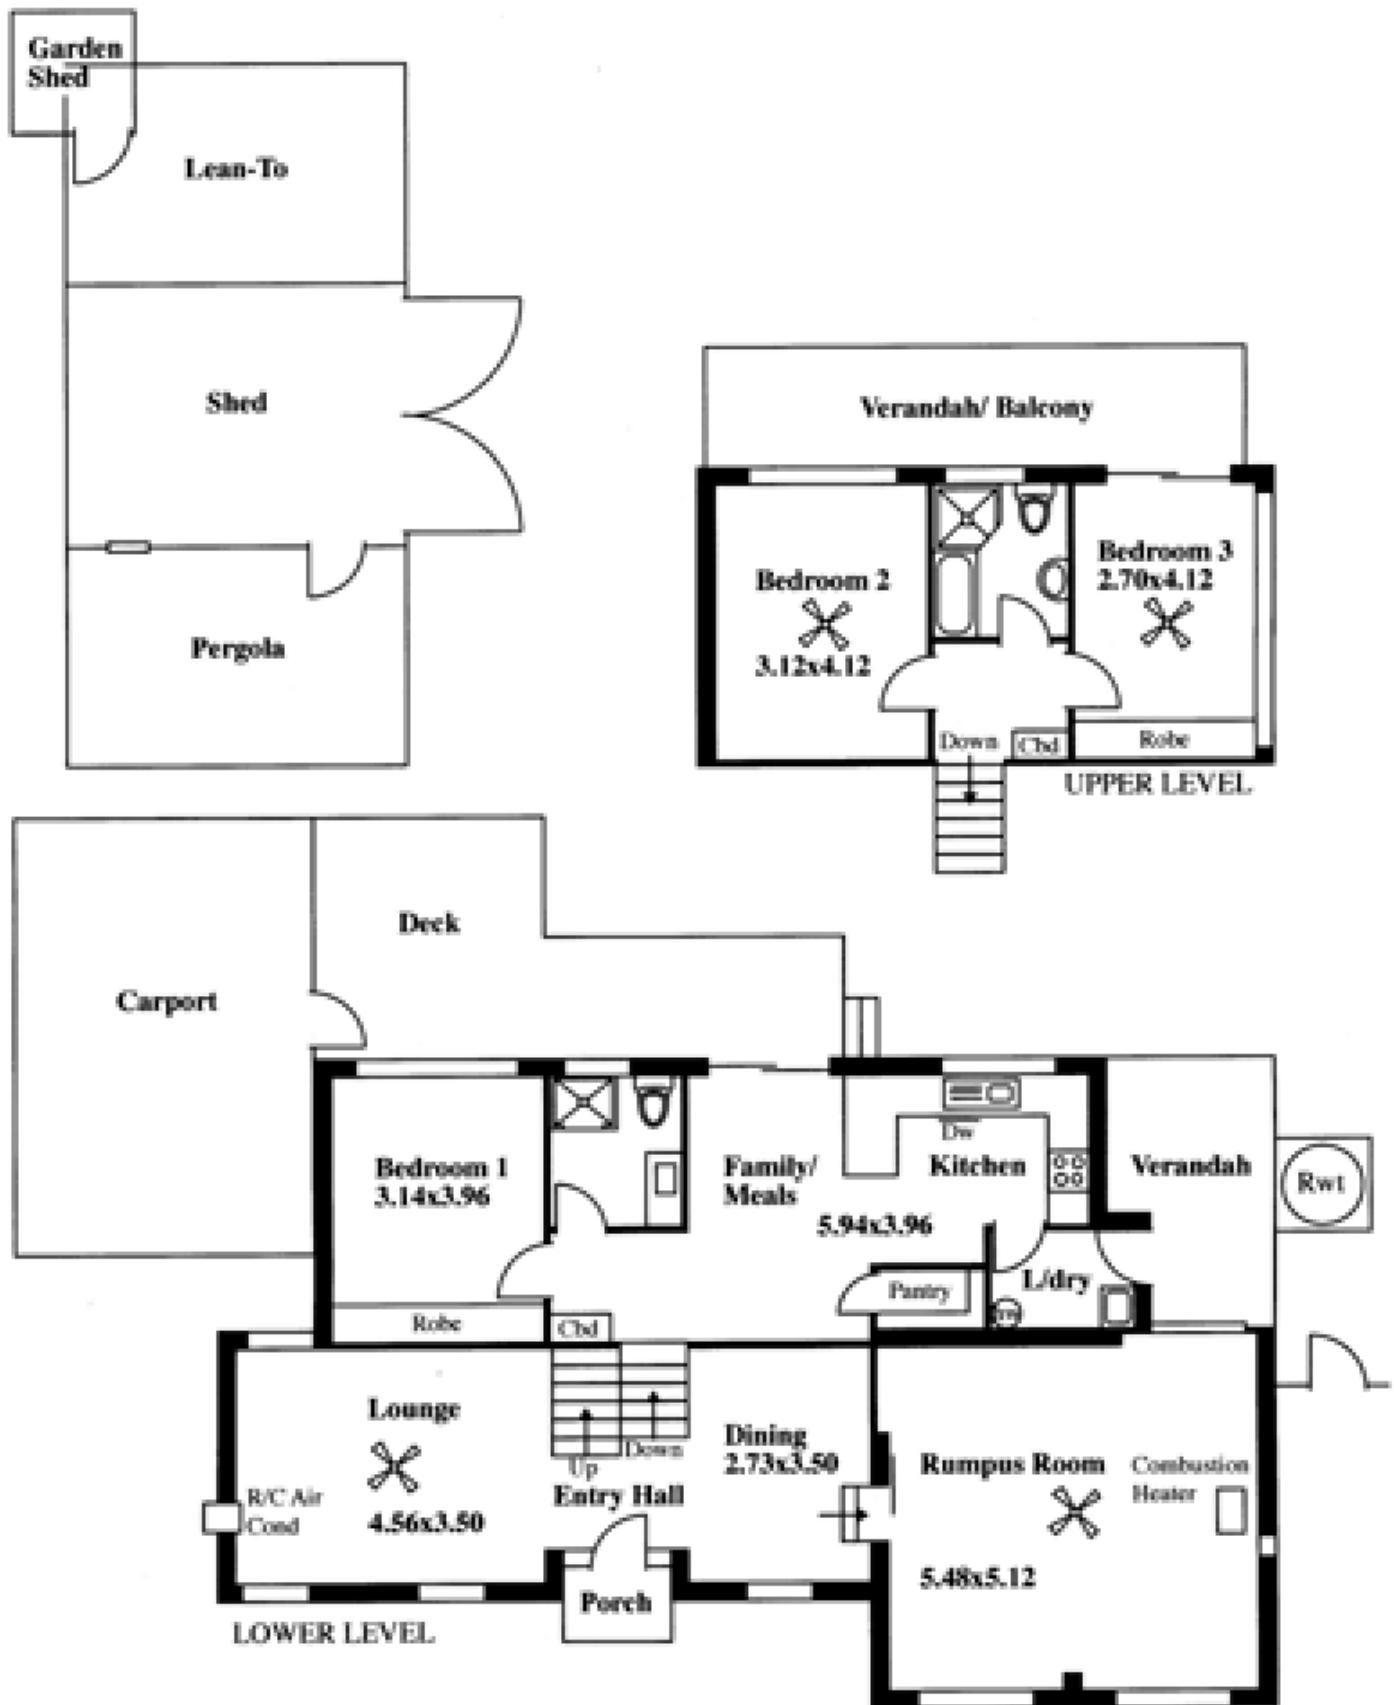 Garden
Shed
Lean-To
Shed
Pergola
Verandah/ Balcony
Bedroom 2
3.12x4.12
Bedroom 3
2.70x4.12
Down
Cbd
Robe
UPPER LEVEL
Deck
Carport
Bedroom 1
3.14x3.96
Family/
Meals
5.94x3.96
Dw
Kitchen
Verandah
Rwt
L/dry
Pantry
Robe
Cbd
Lounge
4.56x3.50
R/C Air
Cond
Up
Down
Entry Hall
Dining
2.73x3.50
Rumpus Room
5.48x5.12
Combustion
Heater
Porch
LOWER LEVEL